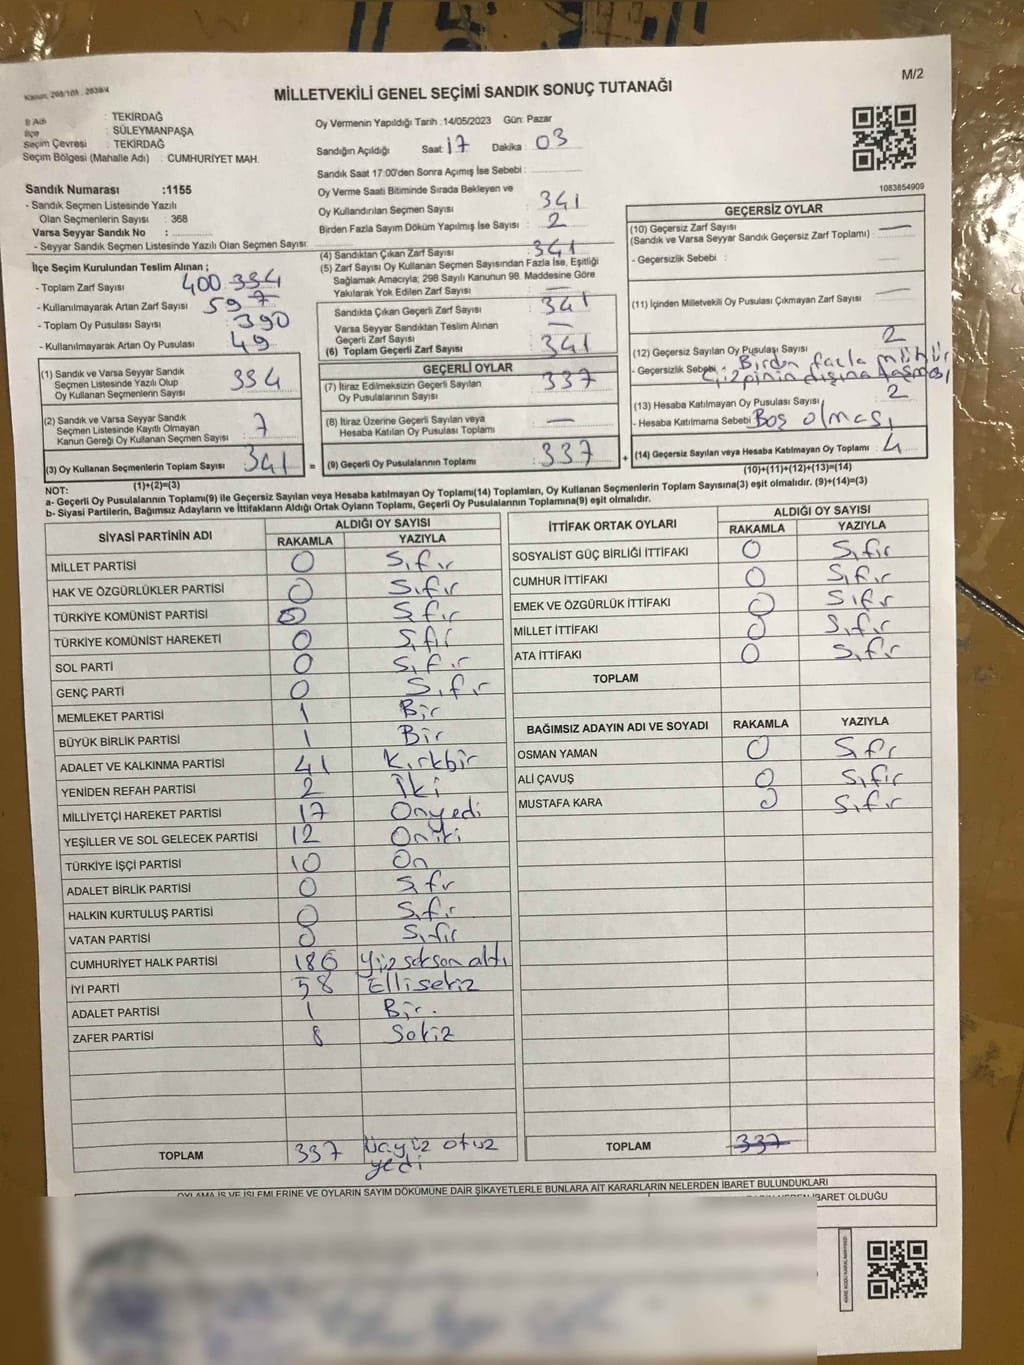 Kanun: 298/105 - 2839/4
M/2
MİLLETVEKİLİ GENEL SEÇİMİ SANDIK SONUÇ TUTANAĞI
İl Adı : TEKİRDAĞ
İlçe : SÜLEYMANPAŞA
Seçim Çevresi : TEKİRDAĞ
Seçim Bölgesi (Mahalle Adı) : CUMHURİYET MAH.
Sandık Numarası :1155
- Sandık Seçmen Listesinde Yazılı
Olan Seçmenlerin Sayısı : 368
Varsa Seyyar Sandık No :
- Seyyar Sandık Seçmen Listesinde Yazılı Olan Seçmen Sayısı:
Oy Vermenin Yapıldığı Tarih :14/05/2023 Gün: Pazar
Sandığın Açıldığı Saat: 17 Dakika : 03
Sandık Saat 17:00'den Sonra Açımış İse Sebebi :
Oy Verme Saati Bitiminde Sırada Bekleyen ve
Oy Kullandırılan Seçmen Sayısı 341
Birden Fazla Sayım Döküm Yapılmış İse Sayısı : 2
(4) Sandıktan Çıkan Zarf Sayısı 341
(5) Zarf Sayısı Oy Kullanan Seçmen Sayısından Fazla İse, Eşitliği
Sağlamak Amacıyla; 298 Sayılı Kanunun 98. Maddesine Göre
Yakılarak Yok Edilen Zarf Sayısı —
1083854909
İlçe Seçim Kurulundan Teslim Alınan ;
- Toplam Zarf Sayısı 400
- Kullanılmayarak Artan Zarf Sayısı
- Toplam Oy Pusulası Sayısı 390
- Kullanılmayarak Artan Oy Pusulası 49
(1) Sandık ve Varsa Seyyar Sandık
Seçmen Listesinde Yazılı Olup
Oy Kullanan Seçmenlerin Sayısı 334
(2) Sandık ve Varsa Seyyar Sandık
Seçmen Listesinde Kayıtlı Olmayan
Kanun Gereği Oy Kullanan Seçmen Sayısı 7
(3) Oy Kullanan Seçmenlerin Toplam Sayısı 341 =
(1)+(2)=(3)
Sandıkta Çıkan Geçerli Zarf Sayısı 341
Varsa Seyyar Sandıktan Teslim Alınan
Geçerli Zarf Sayısı —
(6) Toplam Geçerli Zarf Sayısı 341
GEÇERLİ OYLAR
(7) İtiraz Edilmeksizin Geçerli Sayılan
Oy Pusulalarının Sayısı 337
(8) İtiraz Üzerine Geçerli Sayılan veya
Hesaba Katılan Oy Pusulası Toplamı —
(9) Geçerli Oy Pusulalarının Toplamı 337 +
GEÇERSİZ OYLAR
(10) Geçersiz Zarf Sayısı : —
(Sandık ve Varsa Seyyar Sandık Geçersiz Zarf Toplamı)
- Geçersizlik Sebebi :
(11) İçinden Milletvekili Oy Pusulası Çıkmayan Zarf Sayısı —
(12) Geçersiz Sayılan Oy Pusulası Sayısı 2
- Geçersizlik Sebebi : Birden fazla mühür
dışına taşması
(13) Hesaba Katılmayan Oy Pusulası Sayısı 2
- Hesaba Katılmama Sebebi Boş olması
(14) Geçersiz Sayılan veya Hesaba Katılmayan Oy Toplamı 4
(10)+(11)+(12)+(13)=(14)
NOT:
a- Geçerli Oy Pusulalarının Toplamı(9) ile Geçersiz Sayılan veya Hesaba katılmayan Oy Toplamı(14) Toplamları, Oy Kullanan Seçmenlerin Toplam Sayısına(3) eşit olmalıdır. (9)+(14)=(3)
b- Siyasi Partilerin, Bağımsız Adayların ve İttifakların Aldığı Ortak Oyların Toplamı, Geçerli Oy Pusulalarının Toplamına(9) eşit olmalıdır.
SİYASİ PARTİNİN ADI ALDIĞI OY SAYISI
RAKAMLA YAZIYLA
MİLLET PARTİSİ 0 Sıfır
HAK VE ÖZGÜRLÜKLER PARTİSİ 0 Sıfır
TÜRKİYE KOMÜNİST PARTİSİ 0 Sıfır
TÜRKİYE KOMÜNİST HAREKETİ 0 Sıfır
SOL PARTİ 0 Sıfır
GENÇ PARTİ 0 Sıfır
MEMLEKET PARTİSİ 1 Bir
BÜYÜK BİRLİK PARTİSİ 1 Bir
ADALET VE KALKINMA PARTİSİ 41 Kırkbir
YENİDEN REFAH PARTİSİ 2 İki
MİLLİYETÇİ HAREKET PARTİSİ 17 Onyedi
YEŞİLLER VE SOL GELECEK PARTİSİ 12 Oniki
TÜRKİYE İŞÇİ PARTİSİ 10 On
ADALET BİRLİK PARTİSİ 0 Sıfır
HALKIN KURTULUŞ PARTİSİ 0 Sıfır
VATAN PARTİSİ 0 Sıfır
CUMHURİYET HALK PARTİSİ 186 Yüzseksen altı
İYİ PARTİ 58 Ellisekiz
ADALET PARTİSİ 1 Bir.
ZAFER PARTİSİ 8 Sekiz
TOPLAM 337 üçyüz otuz
yedi
İTTİFAK ORTAK OYLARI ALDIĞI OY SAYISI
RAKAMLA YAZIYLA
SOSYALİST GÜÇ BİRLİĞİ İTTİFAKI 0 Sıfır
CUMHUR İTTİFAKI 0 Sıfır
EMEK VE ÖZGÜRLÜK İTTİFAKI 0 Sıfır
MİLLET İTTİFAKI 0 Sıfır
ATA İTTİFAKI 0 Sıfır
TOPLAM
BAĞIMSIZ ADAYIN ADI VE SOYADI RAKAMLA YAZIYLA
OSMAN YAMAN 0 Sıfır
ALİ ÇAVUŞ 0 Sıfır
MUSTAFA KARA 0 Sıfır
TOPLAM 337
OYLAMA İŞ VE İŞLEMLERİNE VE OYLARIN SAYIM DÖKÜMÜNE DAİR ŞİKAYETLERLE BUNLARA AİT KARARLARIN NELERDEN İBARET BULUNDUKLARI
İBARET OLDUĞU